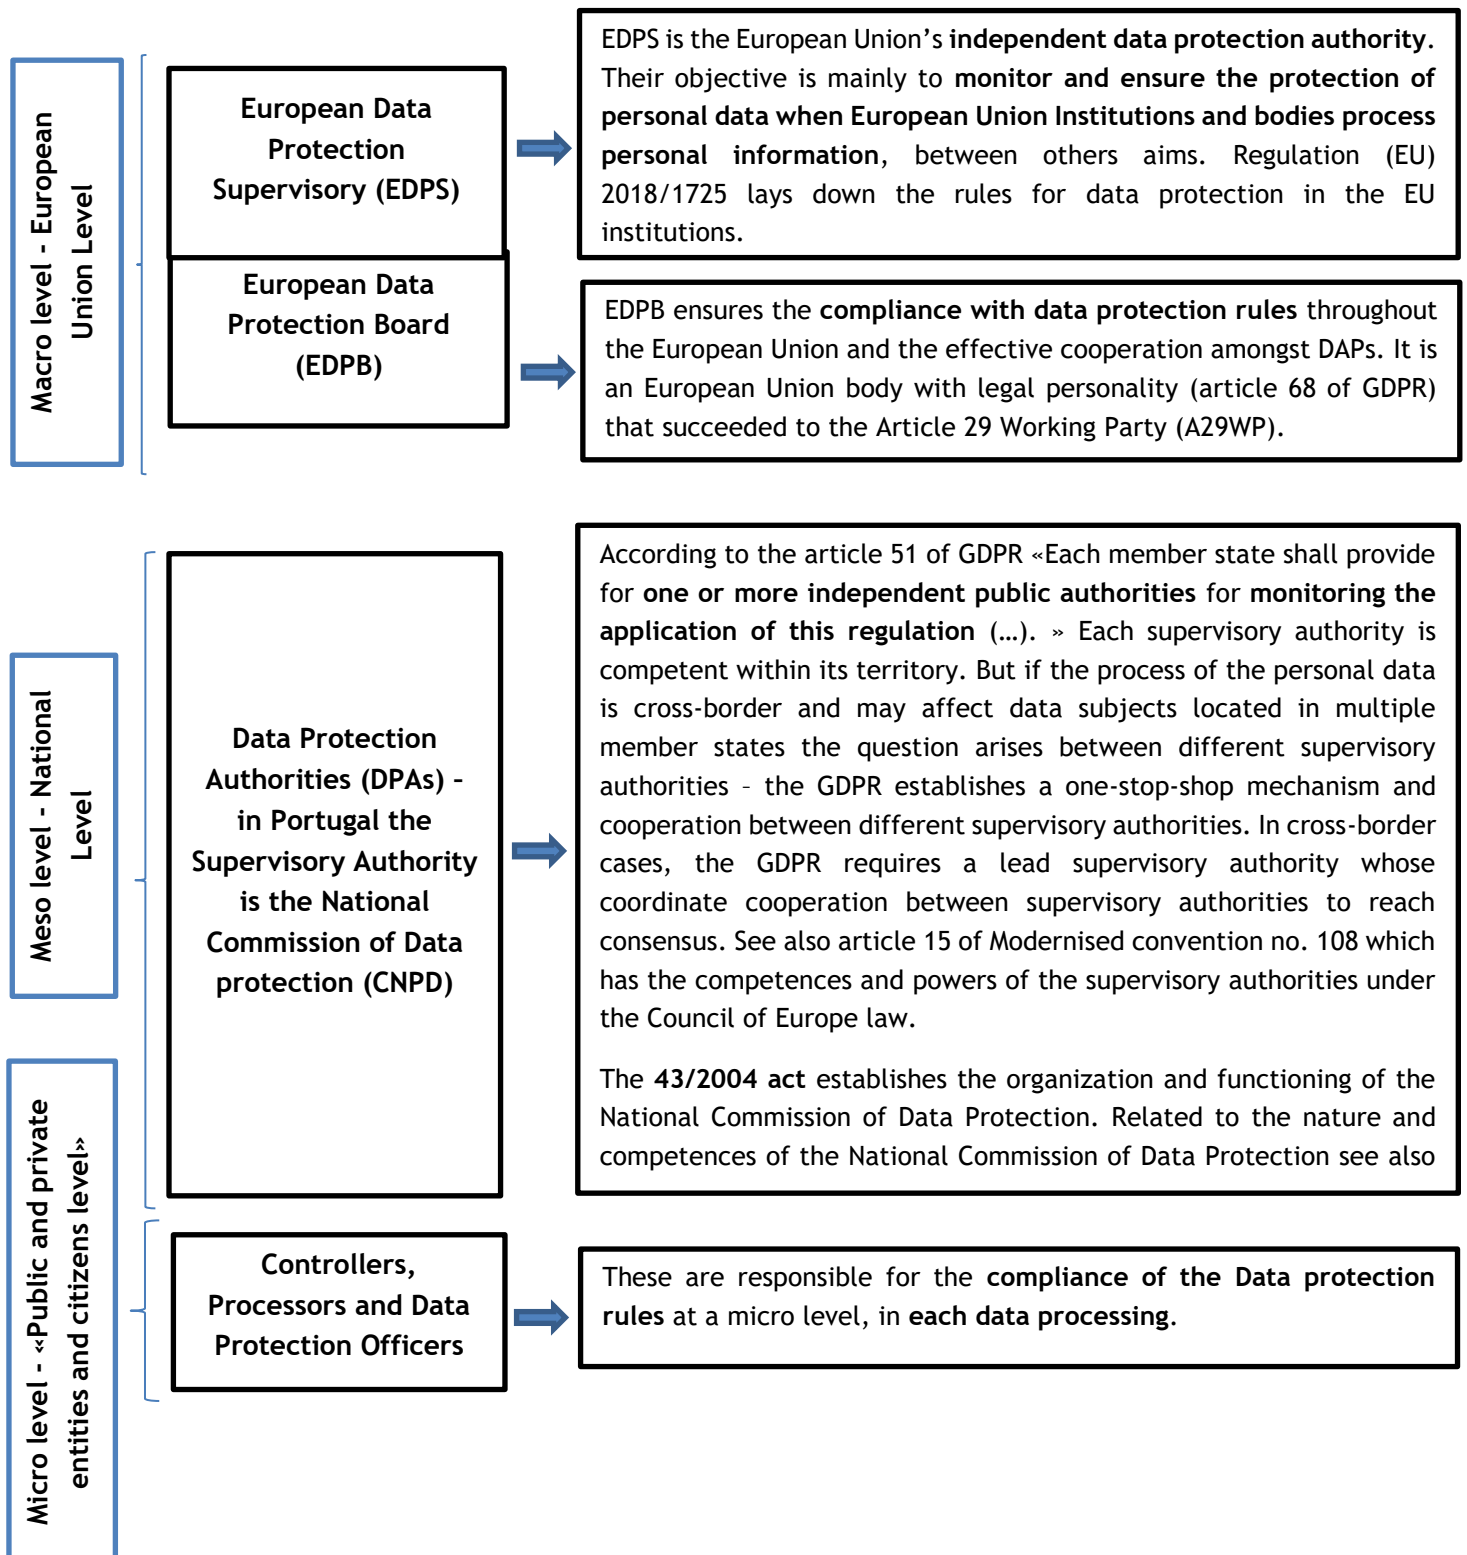 Macro level - European
Union Level
European Data
Protection
Supervisory (EDPS)
EDPS is the European Union’s independent data protection authority.
Their objective is mainly to monitor and ensure the protection of
personal data when European Union Institutions and bodies process
personal information, between others aims. Regulation (EU)
2018/1725 lays down the rules for data protection in the EU
institutions.
European Data
Protection Board
(EDPB)
EDPB ensures the compliance with data protection rules throughout
the European Union and the effective cooperation amongst DAPs. It is
an European Union body with legal personality (article 68 of GDPR)
that succeeded to the Article 29 Working Party (A29WP).
Meso level - National
Level
Data Protection
Authorities (DPAs) –
in Portugal the
Supervisory Authority
is the National
Commission of Data
protection (CNPD)
According to the article 51 of GDPR «Each member state shall provide
for one or more independent public authorities for monitoring the
application of this regulation (…). » Each supervisory authority is
competent within its territory. But if the process of the personal data
is cross-border and may affect data subjects located in multiple
member states the question arises between different supervisory
authorities – the GDPR establishes a one-stop-shop mechanism and
cooperation between different supervisory authorities. In cross-border
cases, the GDPR requires a lead supervisory authority whose
coordinate cooperation between supervisory authorities to reach
consensus. See also article 15 of Modernised convention no. 108 which
has the competences and powers of the supervisory authorities under
the Council of Europe law.
The 43/2004 act establishes the organization and functioning of the
National Commission of Data Protection. Related to the nature and
competences of the National Commission of Data Protection see also
Micro level - «Public and private
entities and citizens level»
Controllers,
Processors and Data
Protection Officers
These are responsible for the compliance of the Data protection
rules at a micro level, in each data processing.